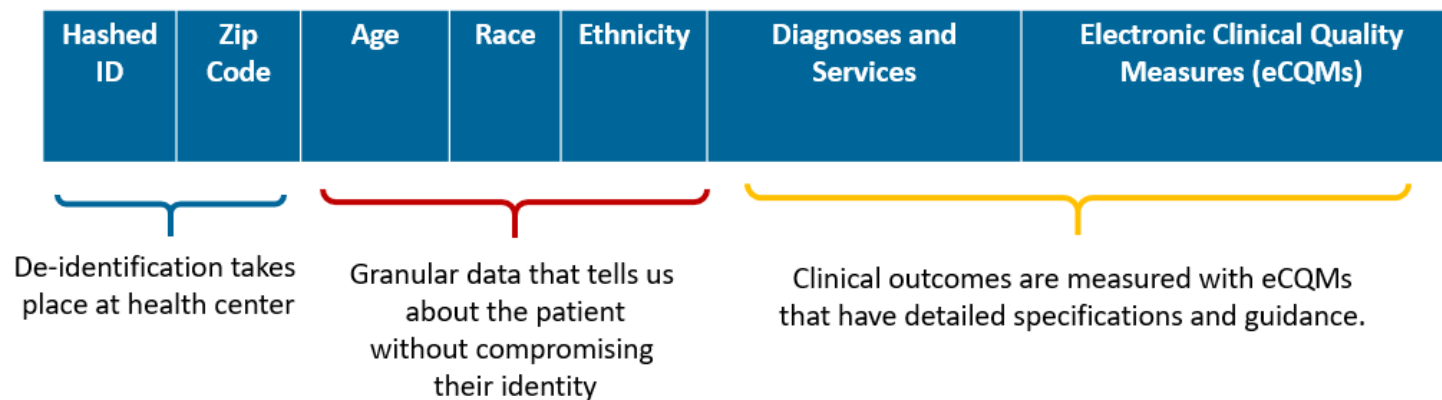 Hashed
ID
Zip
Code
Age
Race
Ethnicity
Diagnoses and
Services
Electronic Clinical Quality
Measures (eCQMs)
De-identification takes
place at health center
Granular data that tells us
about the patient
without compromising
their identity
Clinical outcomes are measured with eCQMs
that have detailed specifications and guidance.